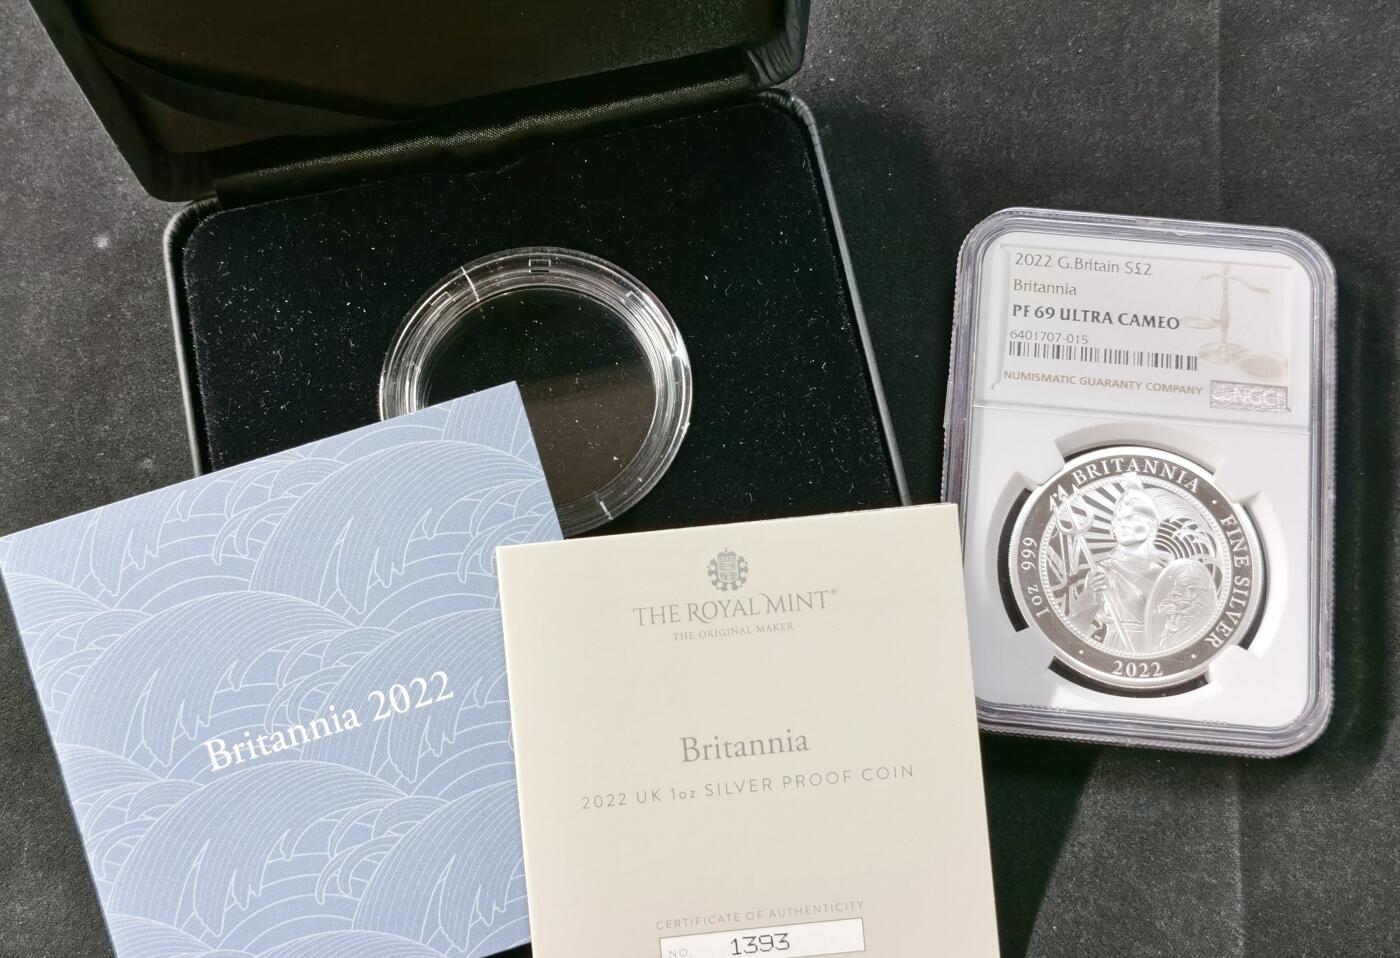 2022 G.Britain S£2
Britannia
PF 69 ULTRA CAMEO
6401707-015
NUMISMATIC GUARANTY COMPANY
NGC
BRITANNIA · FINE SILVER · 2022 · 1oz 999
Britannia 2022
THE ROYAL MINT®
THE ORIGINAL MAKER
Britannia
2022 UK 1oz SILVER PROOF COIN
CERTIFICATE OF AUTHENTICITY
NO. 1393